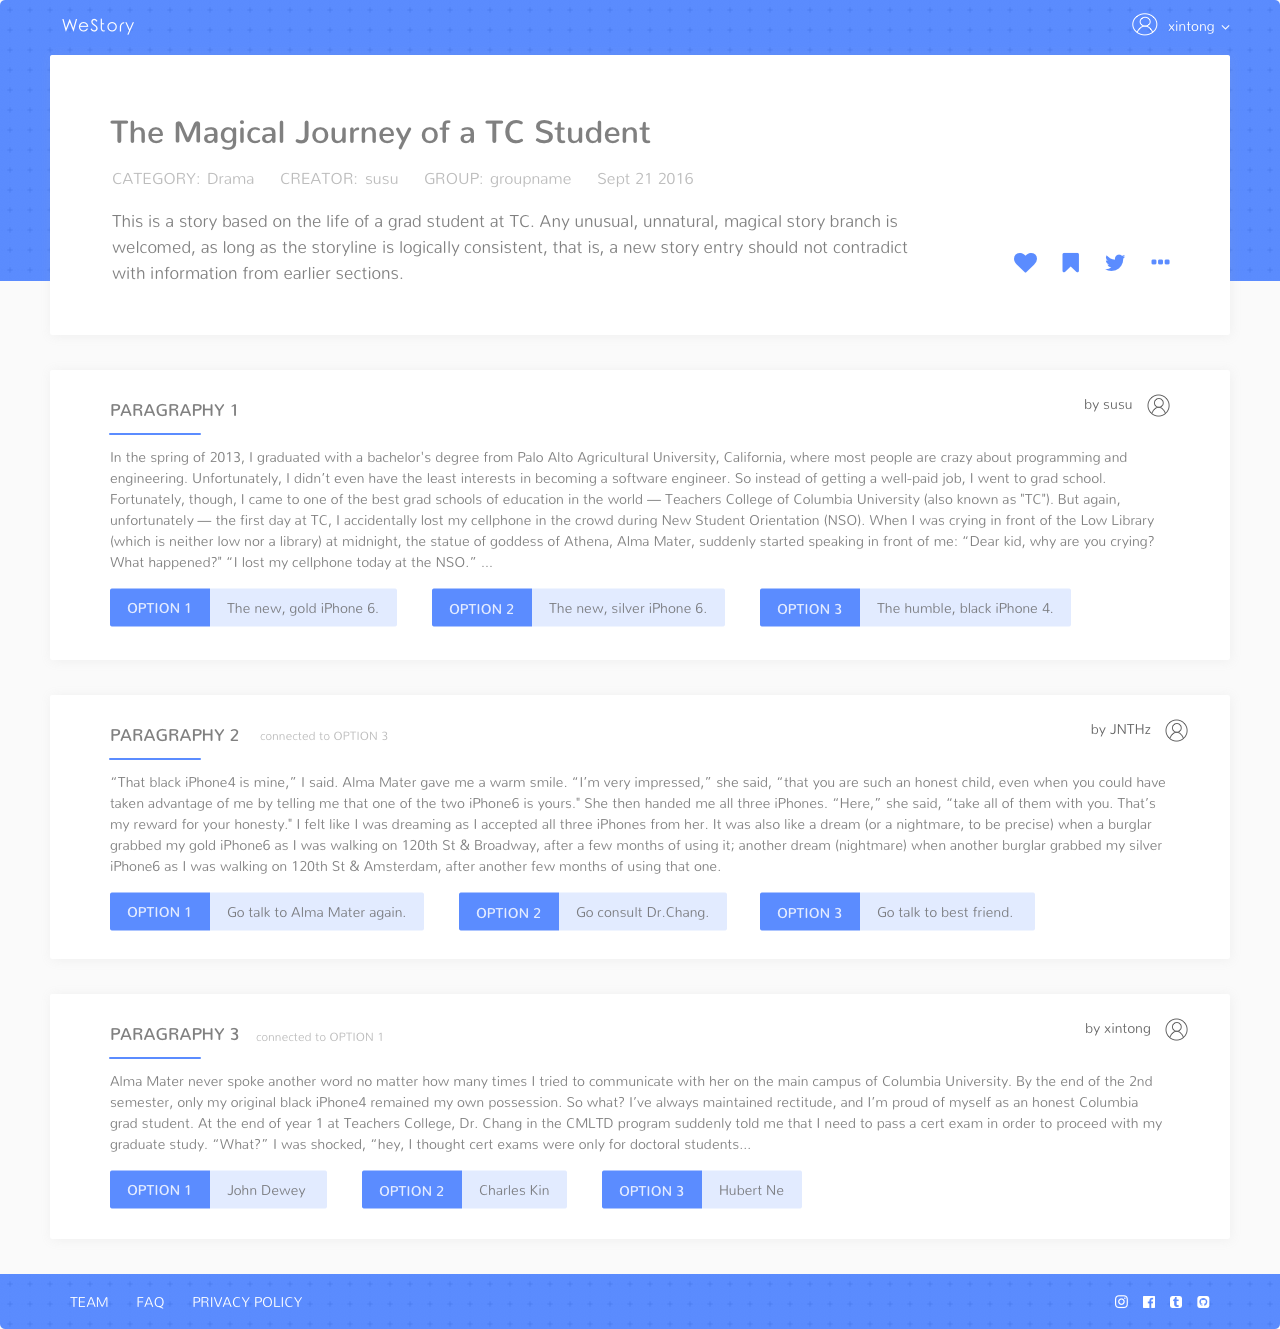 WeStory
xintong
The Magical Journey of a TC Student
CATEGORY: Drama CREATOR: susu GROUP: groupname Sept 21 2016
This is a story based on the life of a grad student at TC. Any unusual, unnatural, magical story branch is
welcomed, as long as the storyline is logically consistent, that is, a new story entry should not contradict
with information from earlier sections.
PARAGRAPHY 1
by susu
In the spring of 2013, I graduated with a bachelor's degree from Palo Alto Agricultural University, California, where most people are crazy about programming and
engineering. Unfortunately, I didn’t even have the least interests in becoming a software engineer. So instead of getting a well-paid job, I went to grad school.
Fortunately, though, I came to one of the best grad schools of education in the world — Teachers College of Columbia University (also known as "TC"). But again,
unfortunately — the first day at TC, I accidentally lost my cellphone in the crowd during New Student Orientation (NSO). When I was crying in front of the Low Library
(which is neither low nor a library) at midnight, the statue of goddess of Athena, Alma Mater, suddenly started speaking in front of me: “Dear kid, why are you crying?
What happened?" “I lost my cellphone today at the NSO.” ...
OPTION 1 The new, gold iPhone 6. OPTION 2 The new, silver iPhone 6. OPTION 3 The humble, black iPhone 4.
PARAGRAPHY 2 connected to OPTION 3
by JNTHz
“That black iPhone4 is mine,” I said. Alma Mater gave me a warm smile. “I’m very impressed,” she said, “that you are such an honest child, even when you could have
taken advantage of me by telling me that one of the two iPhone6 is yours." She then handed me all three iPhones. “Here,” she said, “take all of them with you. That’s
my reward for your honesty." I felt like I was dreaming as I accepted all three iPhones from her. It was also like a dream (or a nightmare, to be precise) when a burglar
grabbed my gold iPhone6 as I was walking on 120th St & Broadway, after a few months of using it; another dream (nightmare) when another burglar grabbed my silver
iPhone6 as I was walking on 120th St & Amsterdam, after another few months of using that one.
OPTION 1 Go talk to Alma Mater again. OPTION 2 Go consult Dr.Chang. OPTION 3 Go talk to best friend.
PARAGRAPHY 3 connected to OPTION 1
by xintong
Alma Mater never spoke another word no matter how many times I tried to communicate with her on the main campus of Columbia University. By the end of the 2nd
semester, only my original black iPhone4 remained my own possession. So what? I’ve always maintained rectitude, and I’m proud of myself as an honest Columbia
grad student. At the end of year 1 at Teachers College, Dr. Chang in the CMLTD program suddenly told me that I need to pass a cert exam in order to proceed with my
graduate study. “What?” I was shocked, “hey, I thought cert exams were only for doctoral students...
OPTION 1 John Dewey OPTION 2 Charles Kin OPTION 3 Hubert Ne
TEAM FAQ PRIVACY POLICY